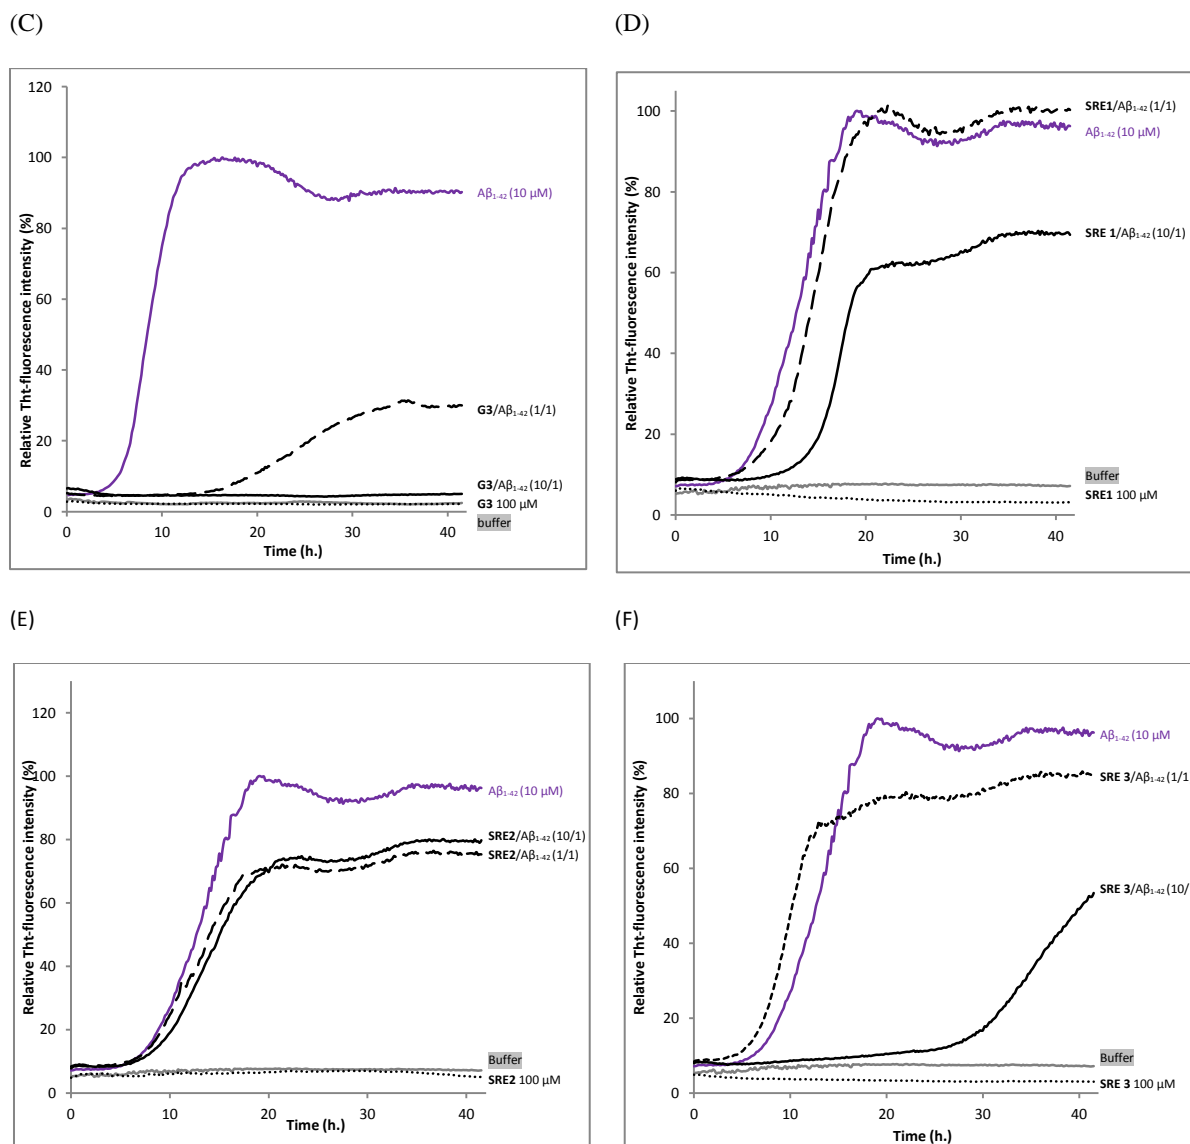 (C)
120
100
80
60
40
20
0
Relative Tht-fluorescence intensity (%)
0 10 20 30 40
Time (h.)
Aβ₁₋₄₂ (10 µM)
G3/Aβ₁₋₄₂ (1/1)
G3/Aβ₁₋₄₂ (10/1)
G3 100 µM
buffer
(D)
100
80
60
40
20
0
Relative Tht-fluorescence intensity (%)
0 10 20 30 40
Time (h.)
SRE1/Aβ₁₋₄₂ (1/1)
Aβ₁₋₄₂ (10 µM)
SRE 1/Aβ₁₋₄₂ (10/1)
Buffer
SRE1 100 µM
(E)
120
100
80
60
40
20
0
Relative Tht-fluorescence intensity (%)
0 10 20 30 40
Time (h.)
Aβ₁₋₄₂ (10 µM)
SRE2/Aβ₁₋₄₂ (10/1)
SRE2/Aβ₁₋₄₂ (1/1)
Buffer
SRE2 100 µM
(F)
100
80
60
40
20
0
Relative Tht-fluorescence intensity (%)
0 10 20 30 40
Time (h.)
Aβ₁₋₄₂ (10 µM
SRE 3/Aβ₁₋₄₂ (1/1
SRE 3/Aβ₁₋₄₂ (10/
Buffer
SRE 3 100 µM